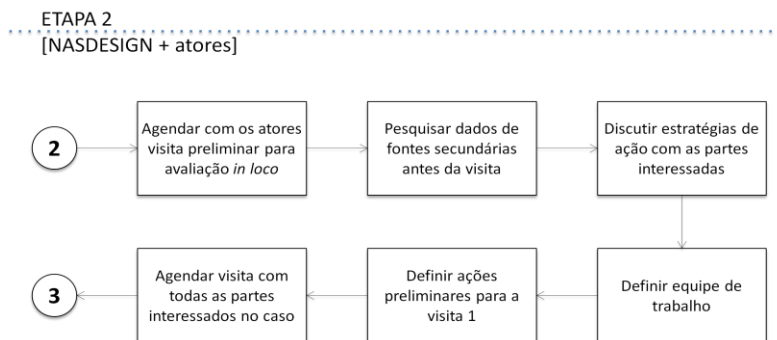 ETAPA 2
[NASDESIGN + atores]
2
Agendar com os atores
visita preliminar para
avaliação in loco
Pesquisar dados de
fontes secundárias
antes da visita
Discutir estratégias de
ação com as partes
interessadas
Definir equipe de
trabalho
Definir ações
preliminares para a
visita 1
Agendar visita com
todas as partes
interessados no caso
3